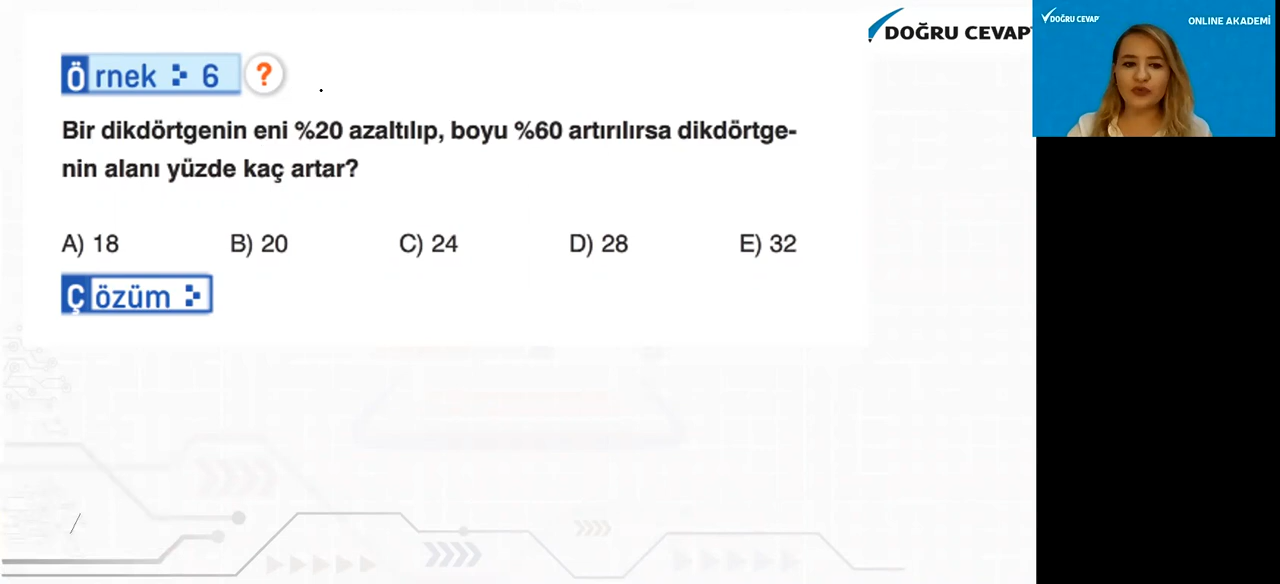 DOĞRU CEVAP
DOĞRU CEVAP
ONLINE AKADEMİ
Örnek 6 ?
Bir dikdörtgenin eni %20 azaltılıp, boyu %60 artırılırsa dikdörtge-
nin alanı yüzde kaç artar?
A) 18 B) 20 C) 24 D) 28 E) 32
Çözüm